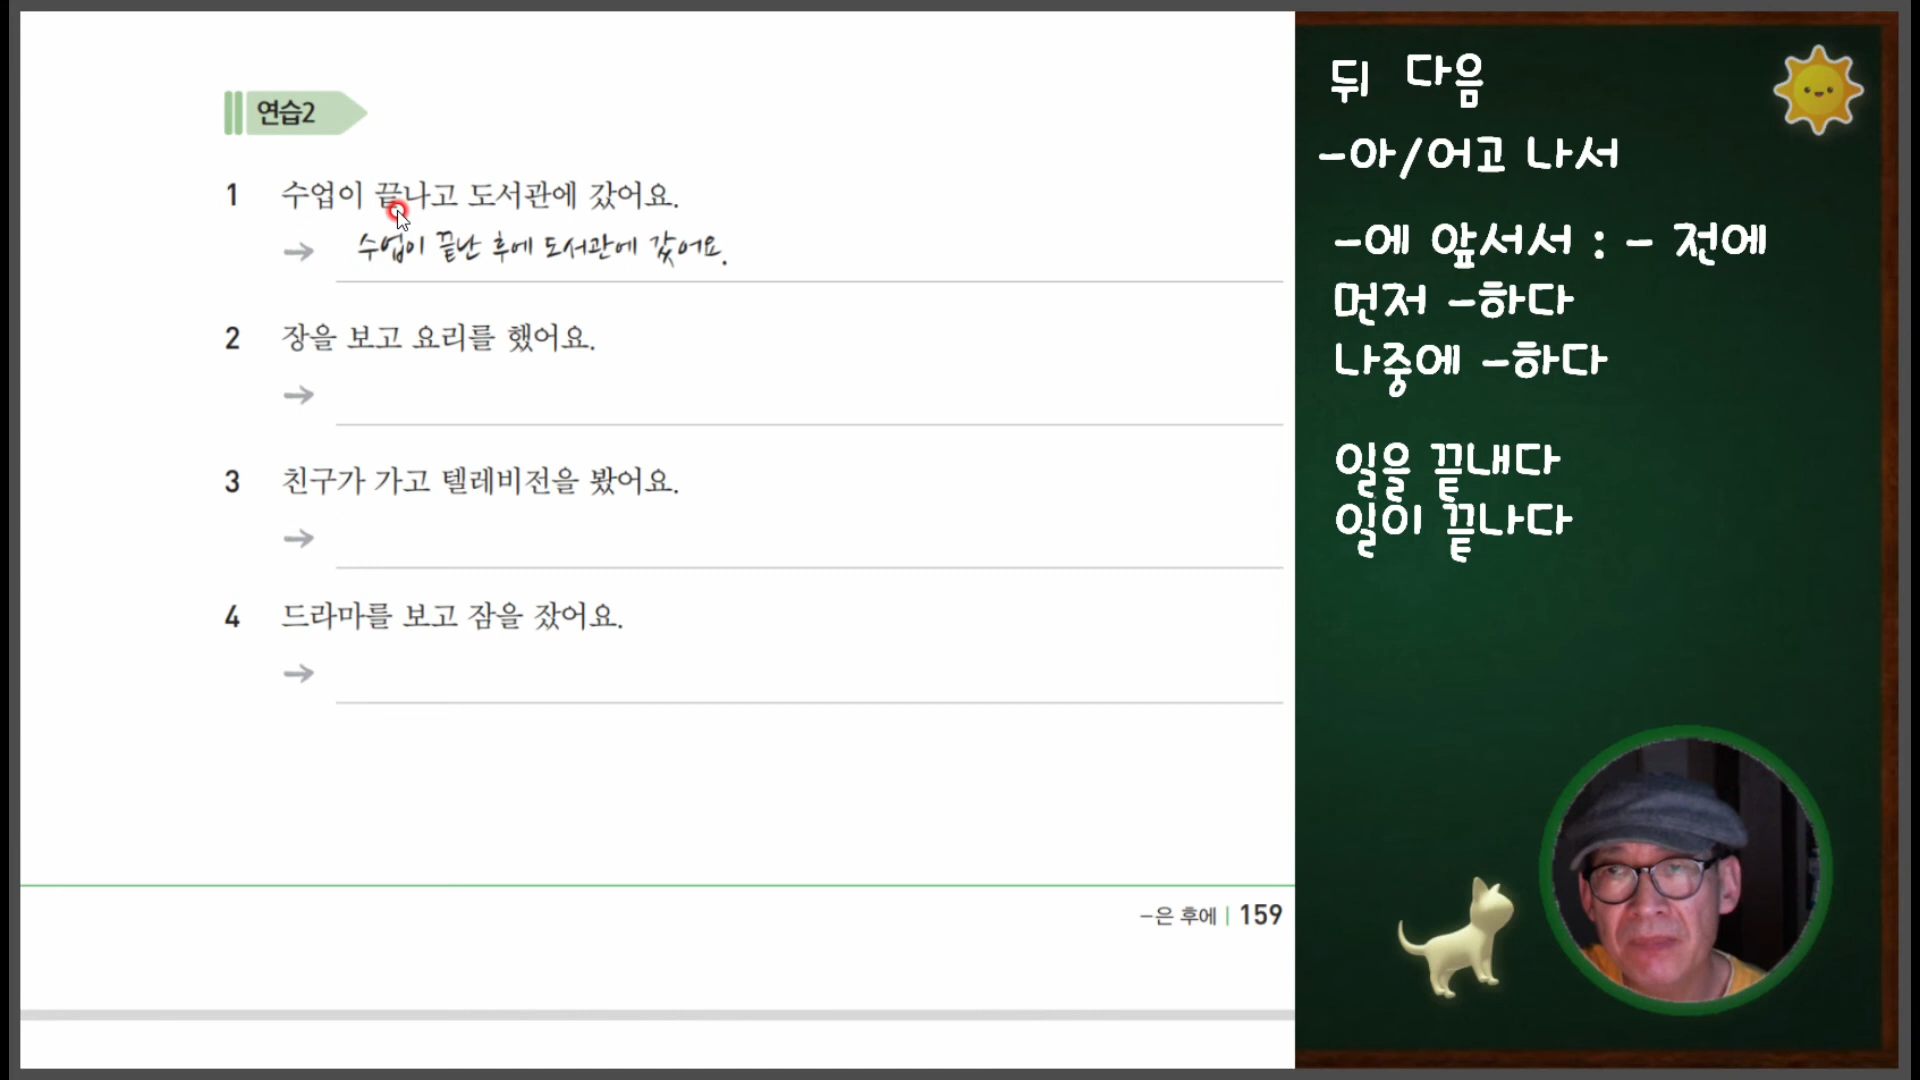 연습2
1 수업이 끝나고 도서관에 갔어요.
→ 수업이 끝난 후에 도서관에 갔어요.
2 장을 보고 요리를 했어요.
→
3 친구가 가고 텔레비전을 봤어요.
→
4 드라마를 보고 잠을 잤어요.
→
-은 후에 | 159
뒤 다음
-아/어고 나서
-에 앞서서 : - 전에
먼저 -하다
나중에 -하다
일을 끝내다
일이 끝나다